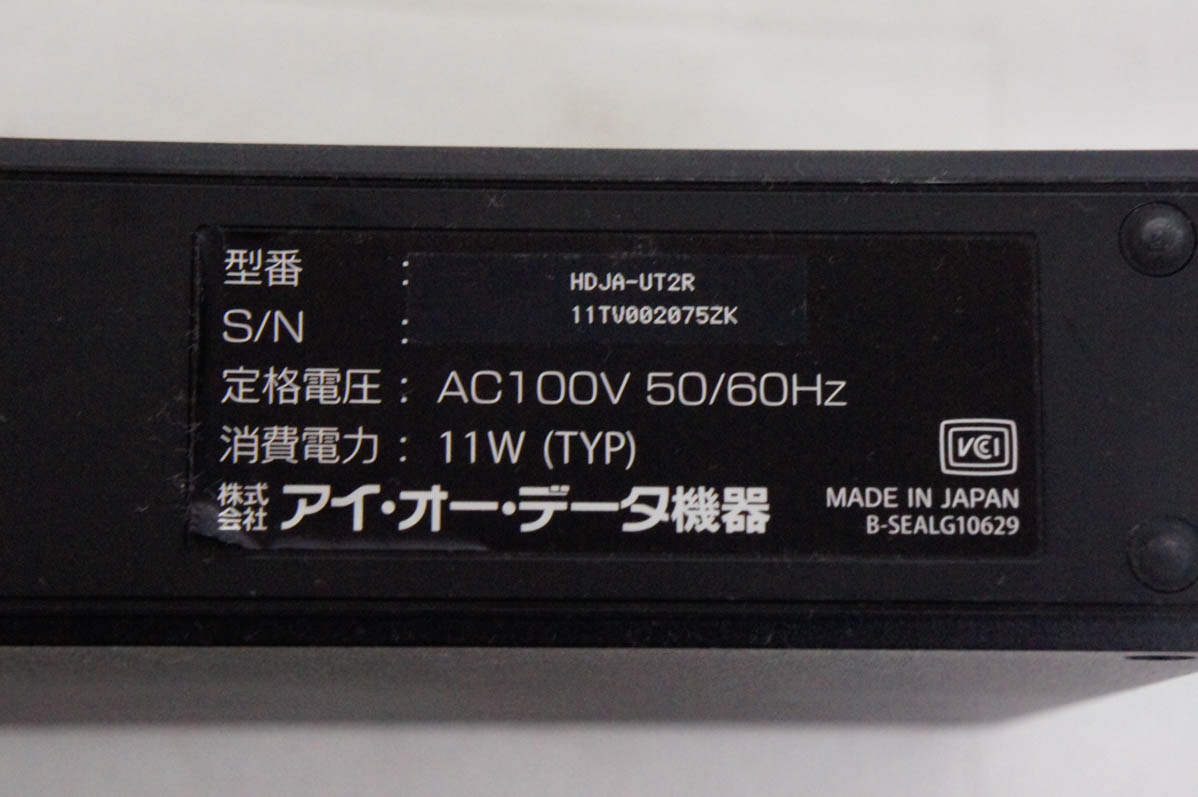 型番 : HDJA-UT2R
S/N : 11TV002075ZK
定格電圧 : AC100V 50/60Hz
消費電力 : 11W (TYP)
VCCI
株式会社 アイ・オー・データ機器
MADE IN JAPAN
B-SEALG10629